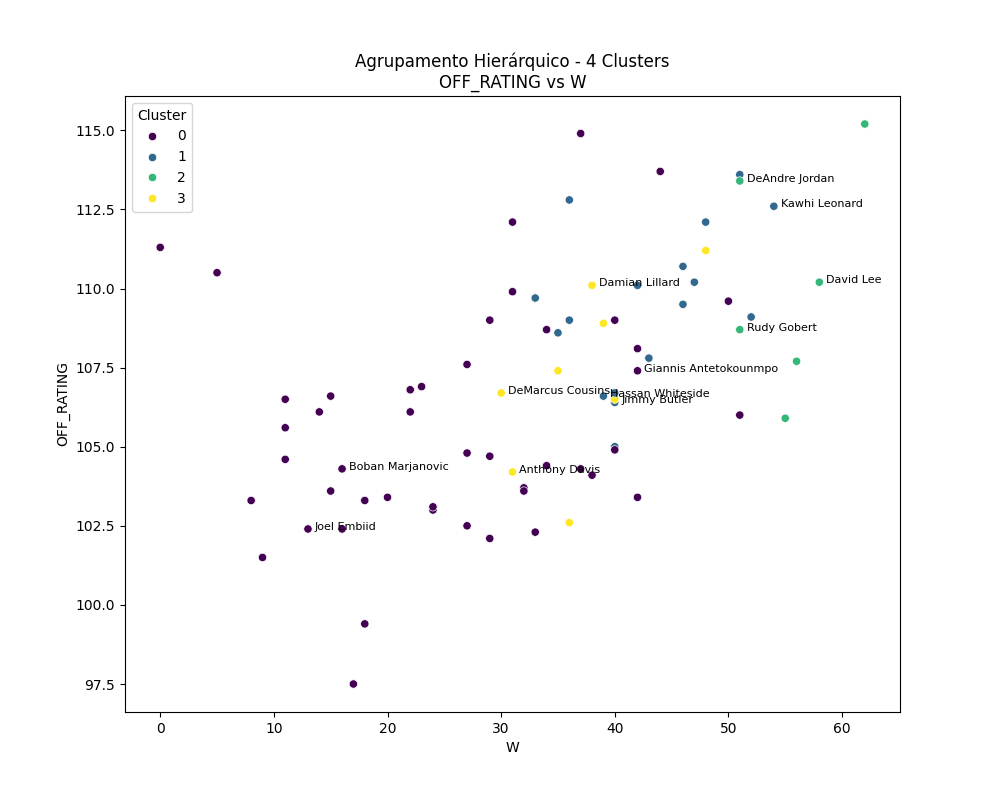 Agrupamento Hierárquico - 4 Clusters
OFF_RATING vs W
Cluster
0
1
2
3
115.0
112.5
110.0
107.5
105.0
102.5
100.0
97.5
OFF_RATING
DeAndre Jordan
Kawhi Leonard
Damian Lillard
David Lee
Rudy Gobert
Giannis Antetokounmpo
DeMarcus Cousins
Hassan Whiteside
Jimmy Butler
Boban Marjanovic
Anthony Davis
Joel Embiid
0
10
20
30
40
50
60
W